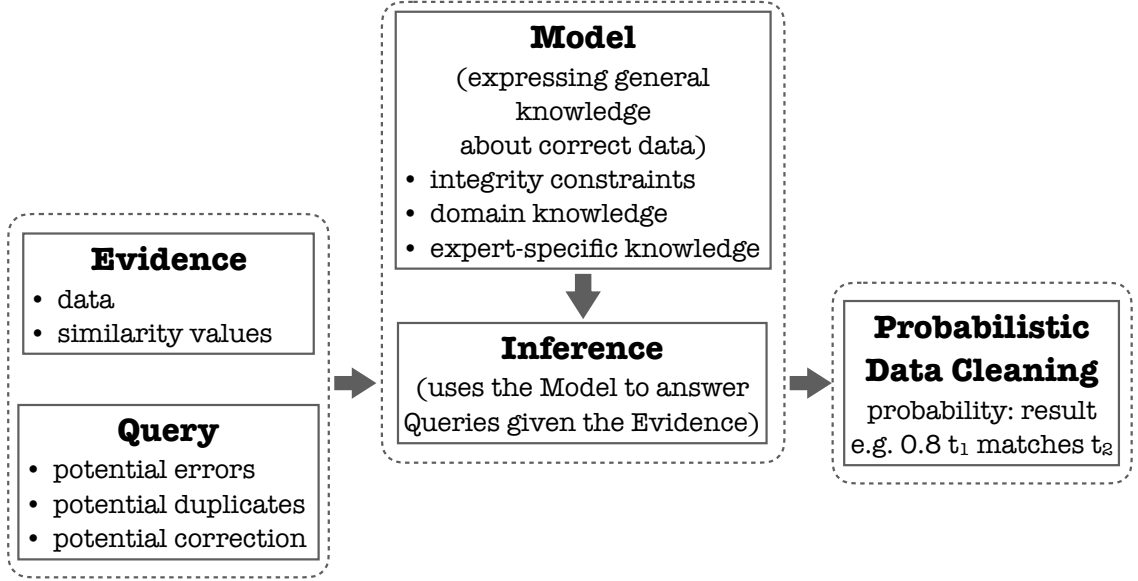 Evidence
• data
• similarity values
Query
• potential errors
• potential duplicates
• potential correction
Model
(expressing general
knowledge
about correct data)
• integrity constraints
• domain knowledge
• expert-specific knowledge
Inference
(uses the Model to answer
Queries given the Evidence)
Probabilistic
Data Cleaning
probability: result
e.g. 0.8 t₁ matches t₂